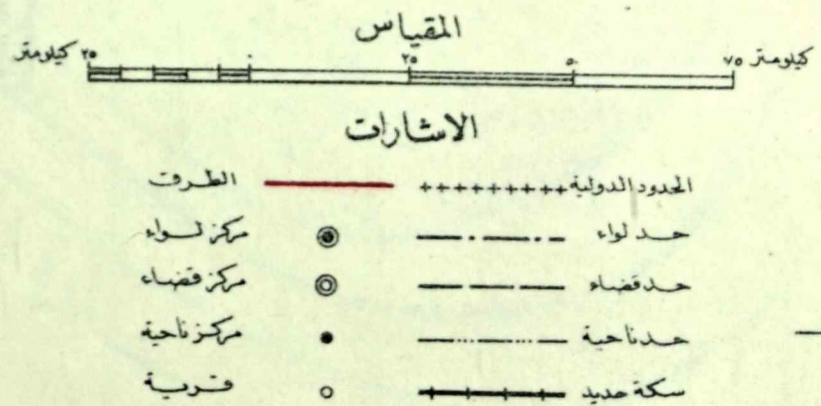 المقياس
كيلومتر ٧٥ ٥٠ ٢٥ ٢٥ كيلومتر
الاشارات
الحدود الدولية الطرق
حد لواء مركز لواء
حد قضاء مركز قضاء
حد ناحية مركز ناحية
سكة حديد قرية